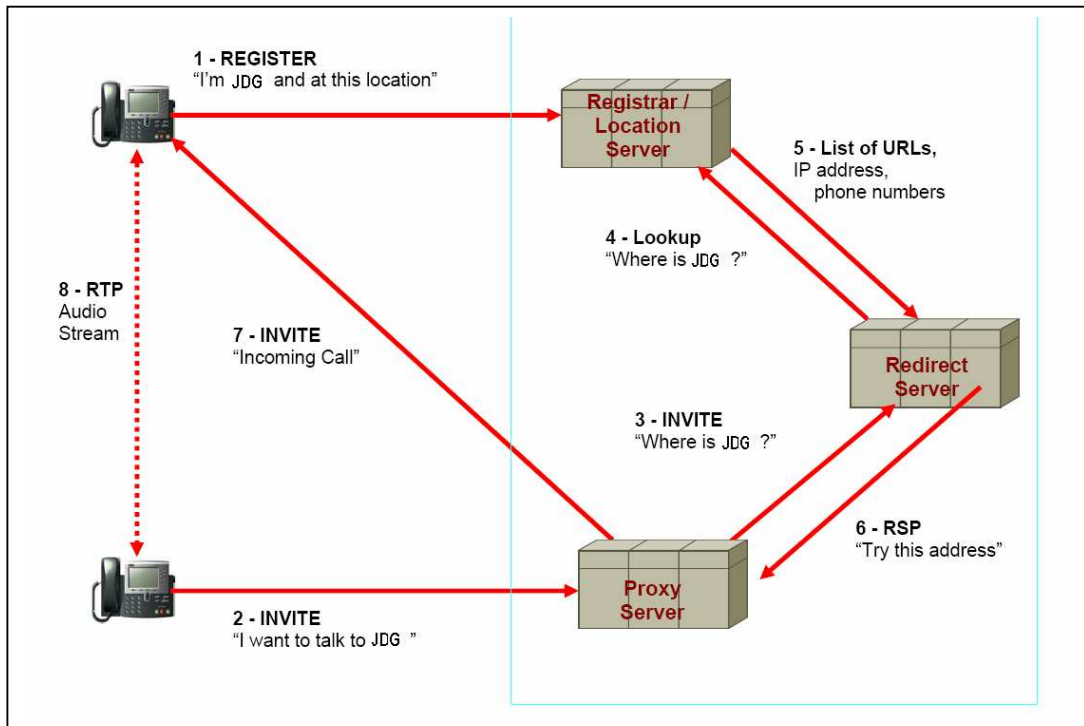 1 - REGISTER
“I’m JDG and at this location”
Registrar /
Location
Server
5 - List of URLs,
IP address,
phone numbers
4 - Lookup
“Where is JDG ?”
8 - RTP
Audio
Stream
7 - INVITE
“Incoming Call”
Redirect
Server
3 - INVITE
“Where is JDG ?”
6 - RSP
“Try this address”
Proxy
Server
2 - INVITE
“I want to talk to JDG ”